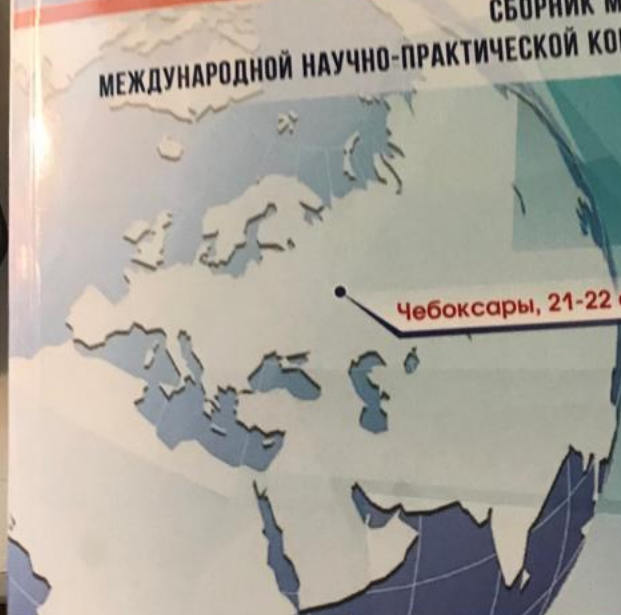 СБОРНИК
МЕЖДУНАРОДНОЙ НАУЧНО-ПРАКТИЧЕСКОЙ
Чебоксары, 21-22